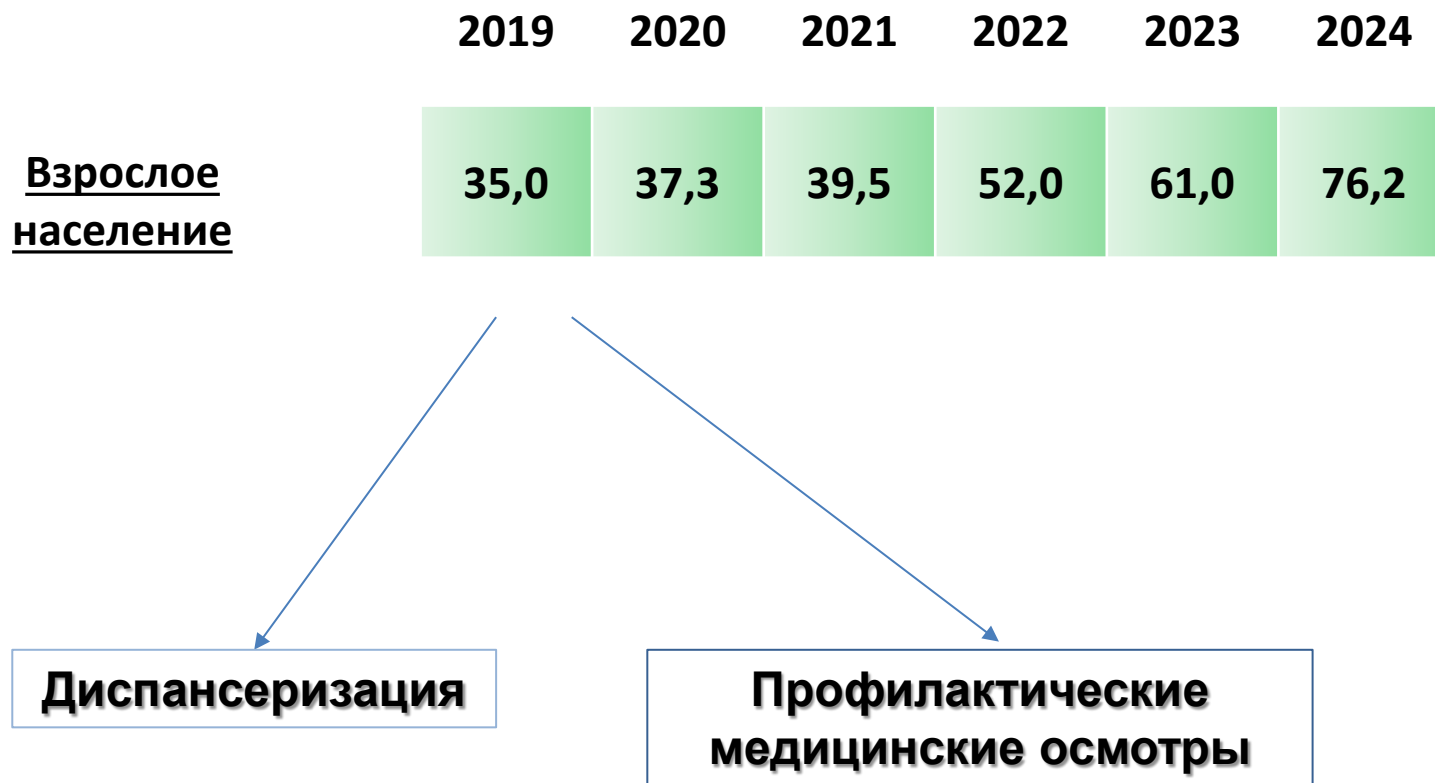 2019 2020 2021 2022 2023 2024
Взрослое
население
35,0 37,3 39,5 52,0 61,0 76,2
Диспансеризация
Профилактические
медицинские осмотры